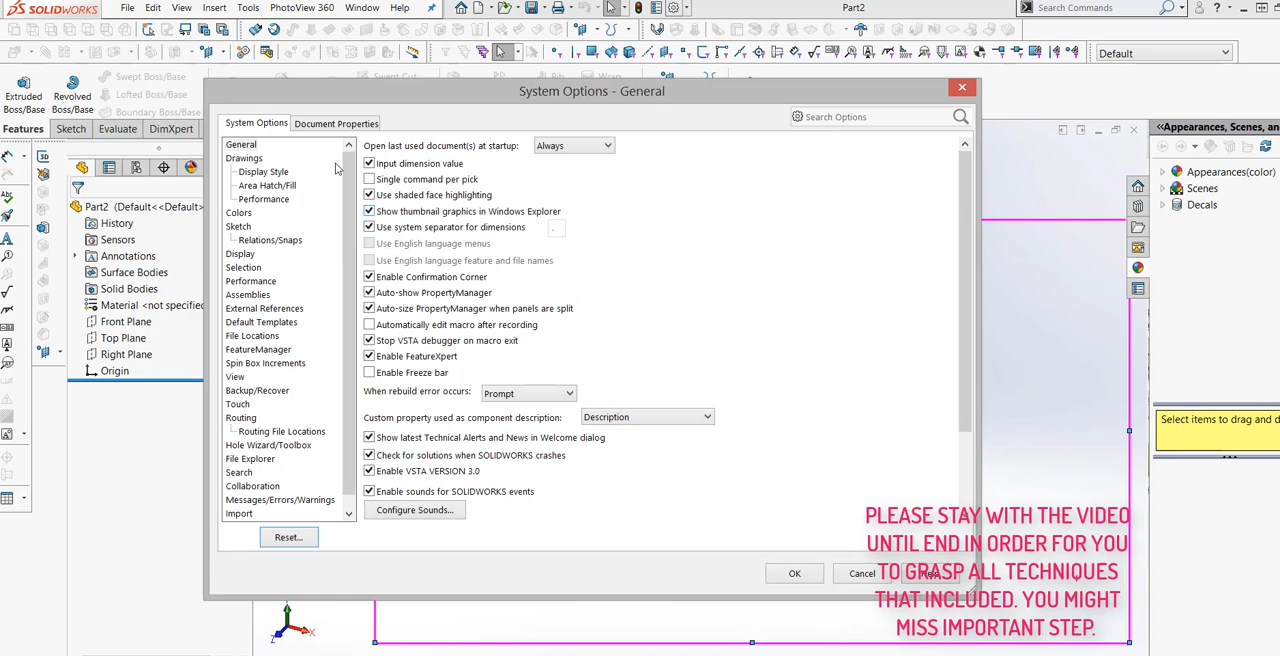 SOLIDWORKS File Edit View Insert Tools PhotoView 360 Window Help Part2 Search Commands ?
Default
Extruded Boss/Base
Revolved Boss/Base
Swept Boss/Base
Lofted Boss/Base
Boundary Boss/Base
Swept Cut
Rib
Wrap
Features Sketch Evaluate DimXpert
Part2 (Default<<Default>
History
Sensors
Annotations
Surface Bodies
Solid Bodies
Material <not specified
Front Plane
Top Plane
Right Plane
Origin
System Options - General
System Options Document Properties
Search Options
General
Drawings
Display Style
Area Hatch/Fill
Performance
Colors
Sketch
Relations/Snaps
Display
Selection
Performance
Assemblies
External References
Default Templates
File Locations
FeatureManager
Spin Box Increments
View
Backup/Recover
Touch
Routing
Routing File Locations
Hole Wizard/Toolbox
File Explorer
Search
Collaboration
Messages/Errors/Warnings
Import
Reset...
Open last used document(s) at startup: Always
Input dimension value
Single command per pick
Use shaded face highlighting
Show thumbnail graphics in Windows Explorer
Use system separator for dimensions .
Use English language menus
Use English language feature and file names
Enable Confirmation Corner
Auto-show PropertyManager
Auto-size PropertyManager when panels are split
Automatically edit macro after recording
Stop VSTA debugger on macro exit
Enable FeatureXpert
Enable Freeze bar
When rebuild error occurs: Prompt
Custom property used as component description: Description
Show latest Technical Alerts and News in Welcome dialog
Check for solutions when SOLIDWORKS crashes
Enable VSTA VERSION 3.0
Enable sounds for SOLIDWORKS events
Configure Sounds...
OK Cancel Help
Appearances, Scenes, an
Appearances(color)
Scenes
Decals
Select items to drag and d
PLEASE STAY WITH THE VIDEO
UNTIL END IN ORDER FOR YOU
TO GRASP ALL TECHNIQUES
THAT INCLUDED. YOU MIGHT
MISS IMPORTANT STEP.
Z X